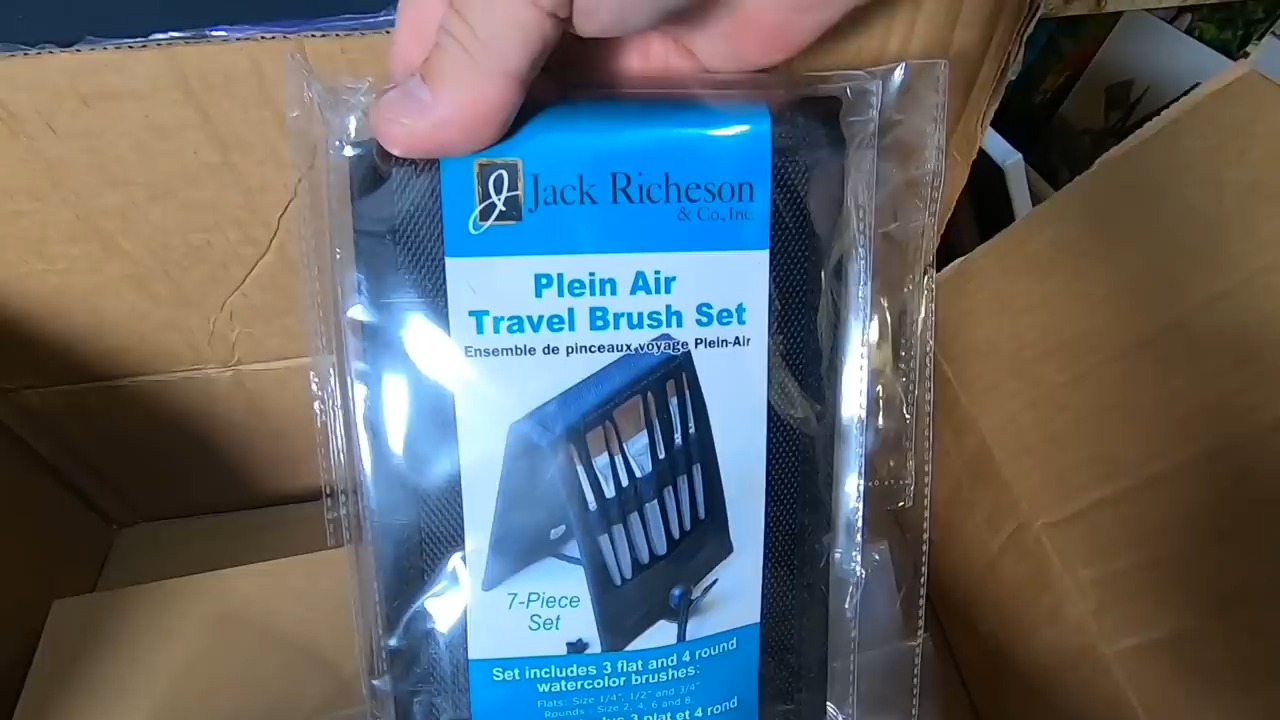 Jack Richeson
& Co., Inc.
Plein Air
Travel Brush Set
Ensemble de pinceaux voyage Plein-Air
7-Piece
Set
Set includes 3 flat and 4 round
watercolor brushes:
Flats: Size 1/4", 1/2" and 3/4"
Rounds - Size 2, 4, 6 and 8
3 plat et 4 rond